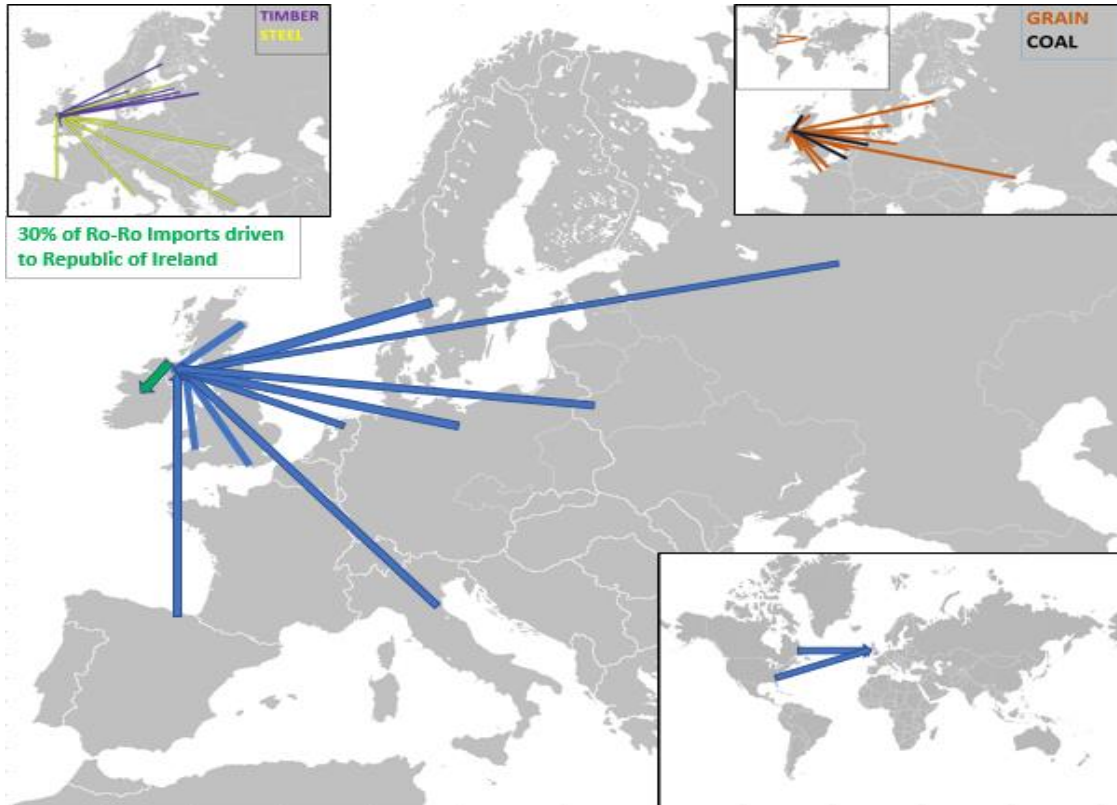 TIMBER
STEEL
GRAIN
COAL
30% of Ro-Ro Imports driven
to Republic of Ireland